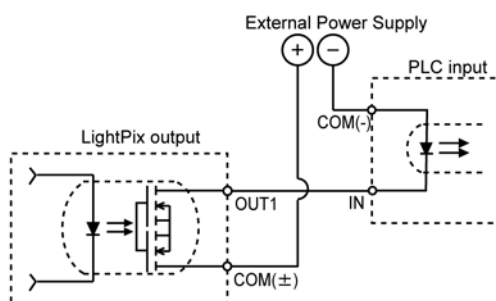 External Power Supply
+
−
PLC input
COM(-)
LightPix output
OUT1
IN
COM(±)